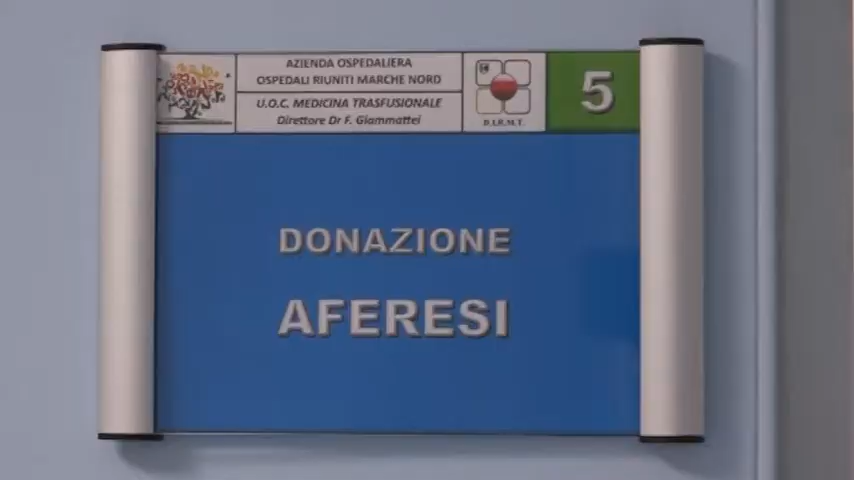 AZIENDA OSPEDALIERA
OSPEDALI RIUNITI MARCHE NORD
U.O.C. MEDICINA TRASFUSIONALE
Direttore Dr F. Giammattei
D.I.R.M.T.
5
DONAZIONE
AFERESI